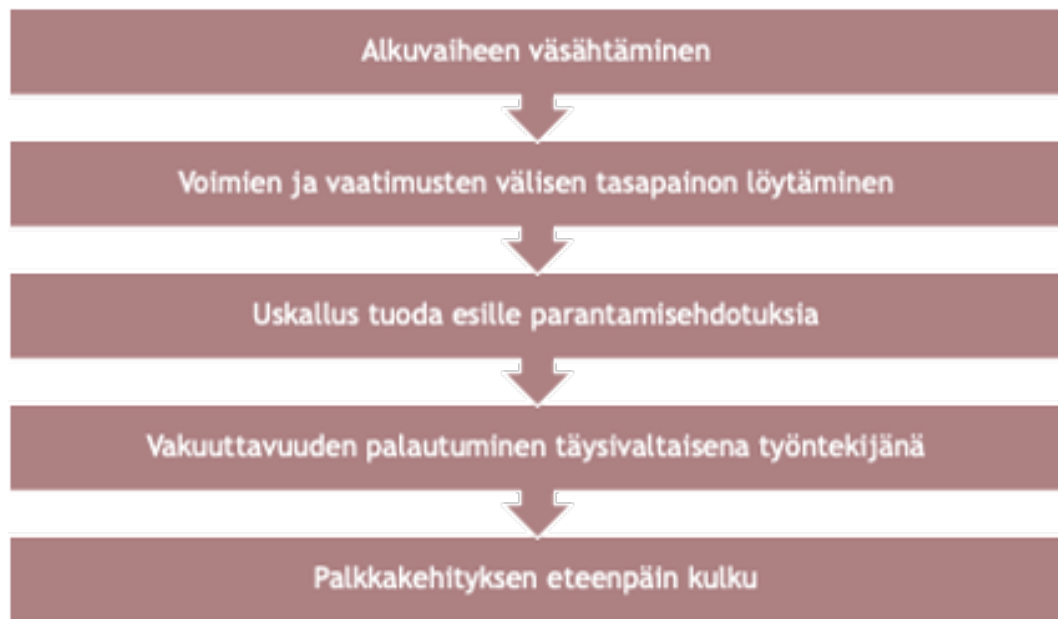 Alkuvaiheen väsähtäminen
Voimien ja vaatimusten välisen tasapainon löytäminen
Uskallus tuoda esille parantamisehdotuksia
Vakuuttavuuden palautuminen täysivaltaisena työntekijänä
Palkkakehityksen eteenpäin kulku